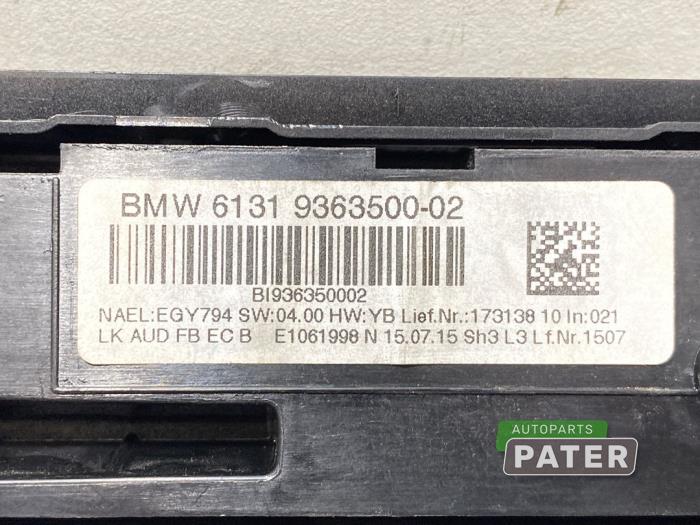 BMW 6131 9363500-02
BI936350002
NAEL:EGY794 SW:04.00 HW:YB Lief.Nr.:173138 10 In:021
LK AUD FB EC B E1061998 N 15.07.15 Sh3 L3 Lf.Nr.1507
AUTOPARTS
PATER